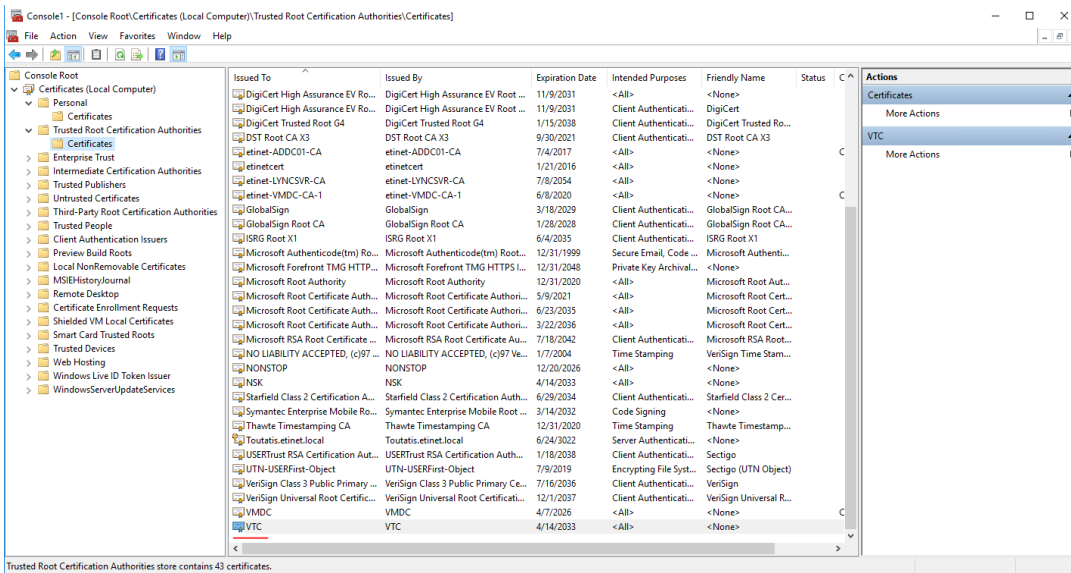 Console1 - [Console Root\Certificates (Local Computer)\Trusted Root Certification Authorities\Certificates]
File Action View Favorites Window Help
Console Root
Certificates (Local Computer)
Personal
Certificates
Trusted Root Certification Authorities
Certificates
Enterprise Trust
Intermediate Certification Authorities
Trusted Publishers
Untrusted Certificates
Third-Party Root Certification Authorities
Trusted People
Client Authentication Issuers
Preview Build Roots
Local NonRemovable Certificates
MSIEHistoryJournal
Remote Desktop
Certificate Enrollment Requests
Shielded VM Local Certificates
Smart Card Trusted Roots
Trusted Devices
Web Hosting
Windows Live ID Token Issuer
WindowsServerUpdateServices
Issued To Issued By Expiration Date Intended Purposes Friendly Name Status C
DigiCert High Assurance EV Ro... DigiCert High Assurance EV Root ... 11/9/2031 <All> <None>
DigiCert High Assurance EV Ro... DigiCert High Assurance EV Root ... 11/9/2031 Client Authenticati... DigiCert
DigiCert Trusted Root G4 DigiCert Trusted Root G4 1/15/2038 Client Authenticati... DigiCert Trusted Ro...
DST Root CA X3 DST Root CA X3 9/30/2021 Client Authenticati... DST Root CA X3
etinet-ADDC01-CA etinet-ADDC01-CA 7/4/2017 <All> <None> C
etinetcert etinetcert 1/21/2016 <All> <None>
etinet-LYNCSVR-CA etinet-LYNCSVR-CA 7/8/2054 <All> <None>
etinet-VMDC-CA-1 etinet-VMDC-CA-1 6/8/2020 <All> <None> C
GlobalSign GlobalSign 3/18/2029 Client Authenticati... GlobalSign Root CA...
GlobalSign Root CA GlobalSign Root CA 1/28/2028 Client Authenticati... GlobalSign Root CA...
ISRG Root X1 ISRG Root X1 6/4/2035 Client Authenticati... ISRG Root X1
Microsoft Authenticode(tm) Ro... Microsoft Authenticode(tm) Root... 12/31/1999 Secure Email, Code ... Microsoft Authenti...
Microsoft Forefront TMG HTTP... Microsoft Forefront TMG HTTPS I... 12/31/2048 Private Key Archival... <None>
Microsoft Root Authority Microsoft Root Authority 12/31/2020 <All> Microsoft Root Aut...
Microsoft Root Certificate Auth... Microsoft Root Certificate Authori... 5/9/2021 <All> Microsoft Root Cert...
Microsoft Root Certificate Auth... Microsoft Root Certificate Authori... 6/23/2035 <All> Microsoft Root Cert...
Microsoft Root Certificate Auth... Microsoft Root Certificate Authori... 3/22/2036 <All> Microsoft Root Cert...
Microsoft RSA Root Certificate ... Microsoft RSA Root Certificate Au... 7/18/2042 Client Authenticati... Microsoft RSA Root...
NO LIABILITY ACCEPTED, (c)97 ... NO LIABILITY ACCEPTED, (c)97 Ve... 1/7/2004 Time Stamping VeriSign Time Stam...
NONSTOP NONSTOP 12/20/2026 <All> <None>
NSK NSK 4/14/2033 <All> <None>
Starfield Class 2 Certification A... Starfield Class 2 Certification Auth... 6/29/2034 Client Authenticati... Starfield Class 2 Cer...
Symantec Enterprise Mobile Ro... Symantec Enterprise Mobile Root ... 3/14/2032 Code Signing <None>
Thawte Timestamping CA Thawte Timestamping CA 12/31/2020 Time Stamping Thawte Timestamp...
Toutatis.etinet.local Toutatis.etinet.local 6/24/3022 Server Authenticati... <None>
USERTrust RSA Certification Aut... USERTrust RSA Certification Auth... 1/18/2038 Client Authenticati... Sectigo
UTN-USERFirst-Object UTN-USERFirst-Object 7/9/2019 Encrypting File Syst... Sectigo (UTN Object)
VeriSign Class 3 Public Primary ... VeriSign Class 3 Public Primary Ce... 7/16/2036 Client Authenticati... VeriSign
VeriSign Universal Root Certific... VeriSign Universal Root Certificati... 12/1/2037 Client Authenticati... VeriSign Universal R...
VMDC VMDC 4/7/2026 <All> <None> C
VTC VTC 4/14/2033 <All> <None>
Actions
Certificates
More Actions
VTC
More Actions
Trusted Root Certification Authorities store contains 43 certificates.